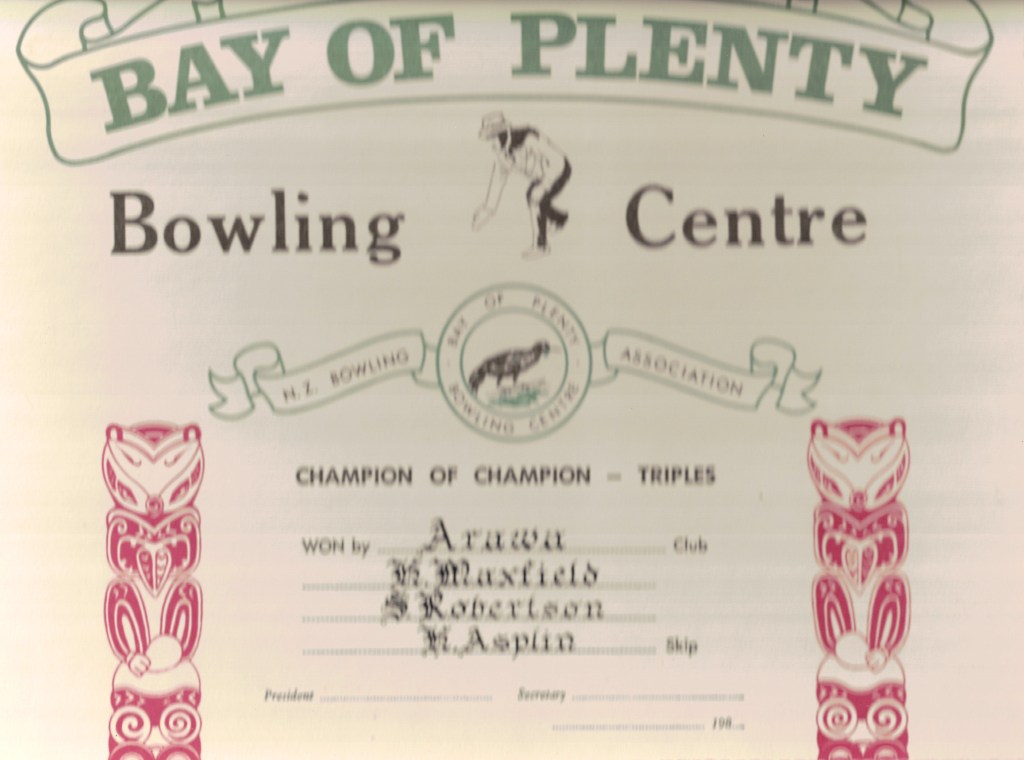 BAY OF PLENTY
Bowling Centre
BAY OF PLENTY
N.Z. BOWLING
ASSOCIATION
BOWLING CENTRE
CHAMPION OF CHAMPION – TRIPLES
WON by Arawa Club
Maxfield
S. Robertson
Asplin Skip
President Secretary
198